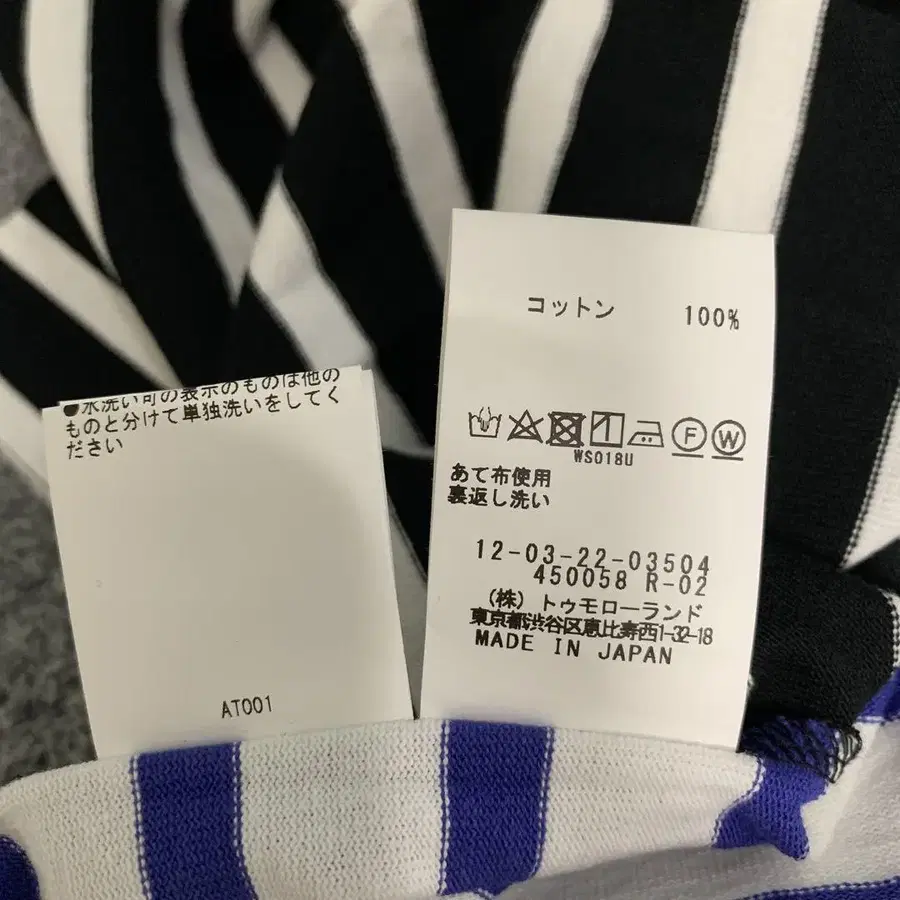 ●水洗い可の表示のものは他の
ものと分けて単独洗いをしてく
ださい
AT001
コットン 100%
F W
WS018U
あて布使用
裏返し洗い
12-03-22-03504
450058 R-02
(株) トゥモローランド
東京都渋谷区恵比寿西1-32-18
MADE IN JAPAN